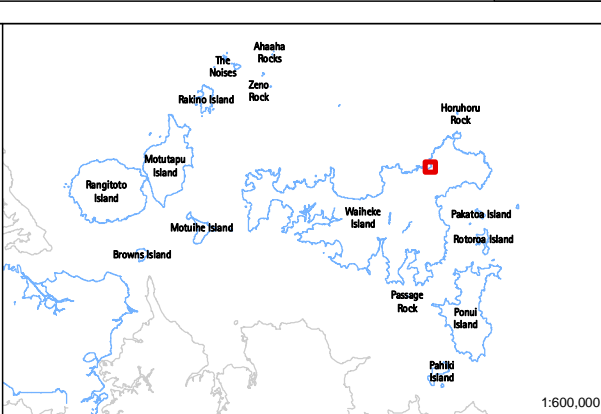 Ahaaha
Rocks
The
Noises
Zeno
Rock
Rakino Island
Horuhoru
Rock
Motutapu
Island
Rangitoto
Island
Waiheke
Island
Pakatoa Island
Motuihe Island
Rotoroa Island
Browns Island
Passage
Rock
Ponui
Island
Pahiki
Island
1:600,000